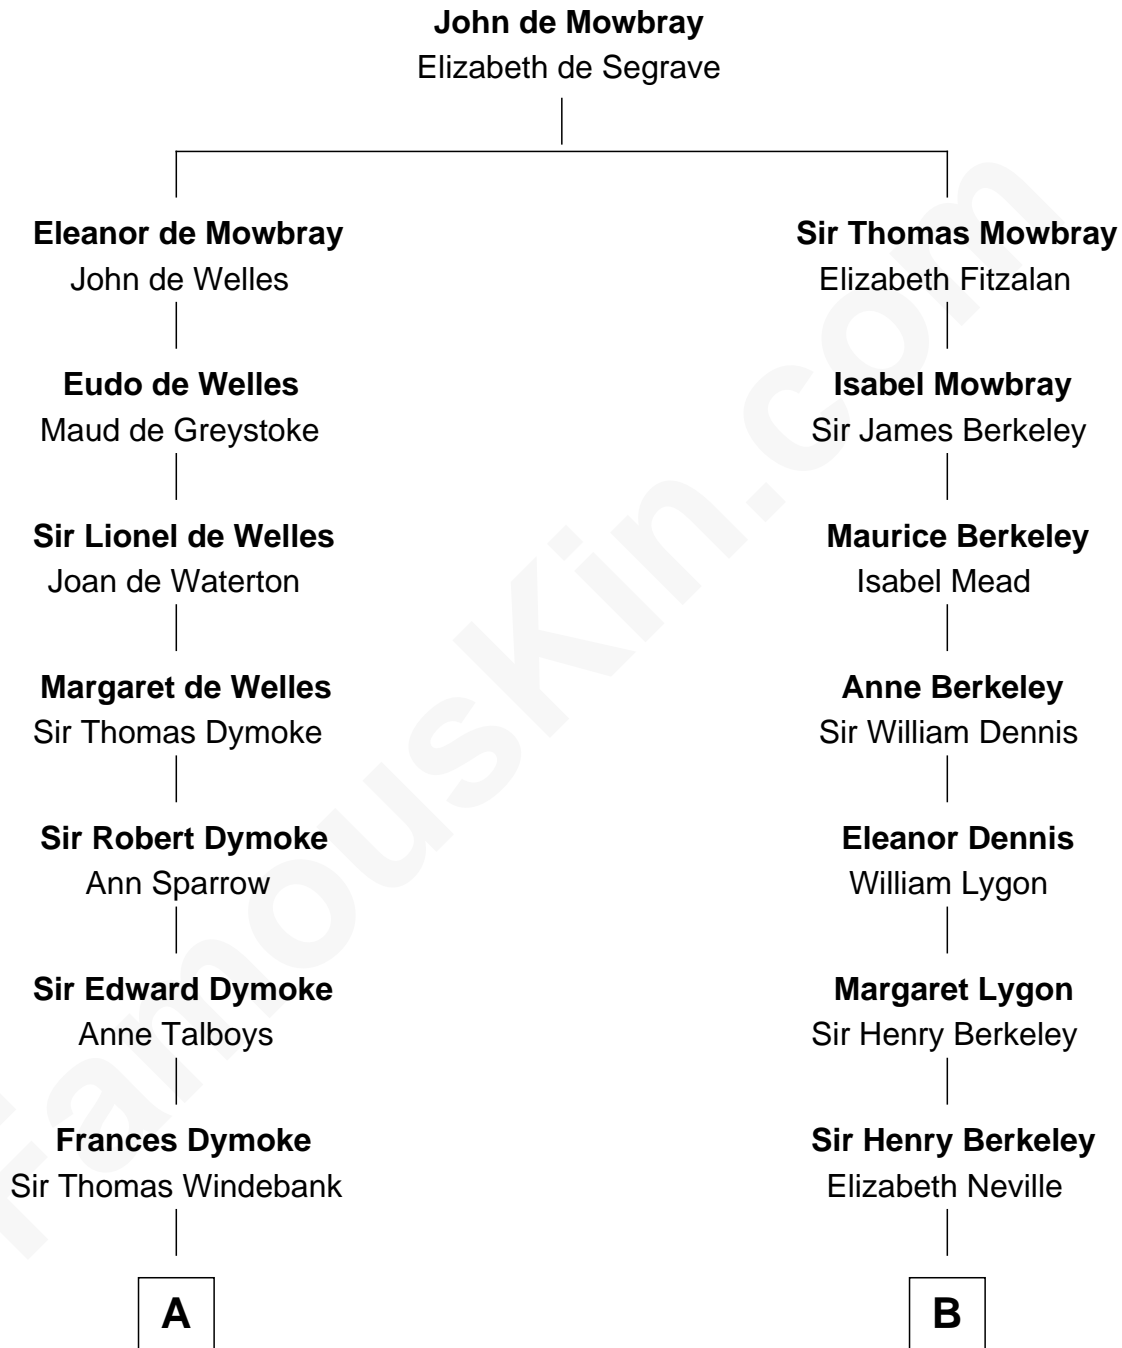 John de Mowbray
Elizabeth de Segrave
Eleanor de Mowbray
John de Welles
Eudo de Welles
Maud de Greystoke
Sir Lionel de Welles
Joan de Waterton
Margaret de Welles
Sir Thomas Dymoke
Sir Robert Dymoke
Ann Sparrow
Sir Edward Dymoke
Anne Talboys
Frances Dymoke
Sir Thomas Windebank
A
Sir Thomas Mowbray
Elizabeth Fitzalan
Isabel Mowbray
Sir James Berkeley
Maurice Berkeley
Isabel Mead
Anne Berkeley
Sir William Dennis
Eleanor Dennis
William Lygon
Margaret Lygon
Sir Henry Berkeley
Sir Henry Berkeley
Elizabeth Neville
B
FamousKin.com